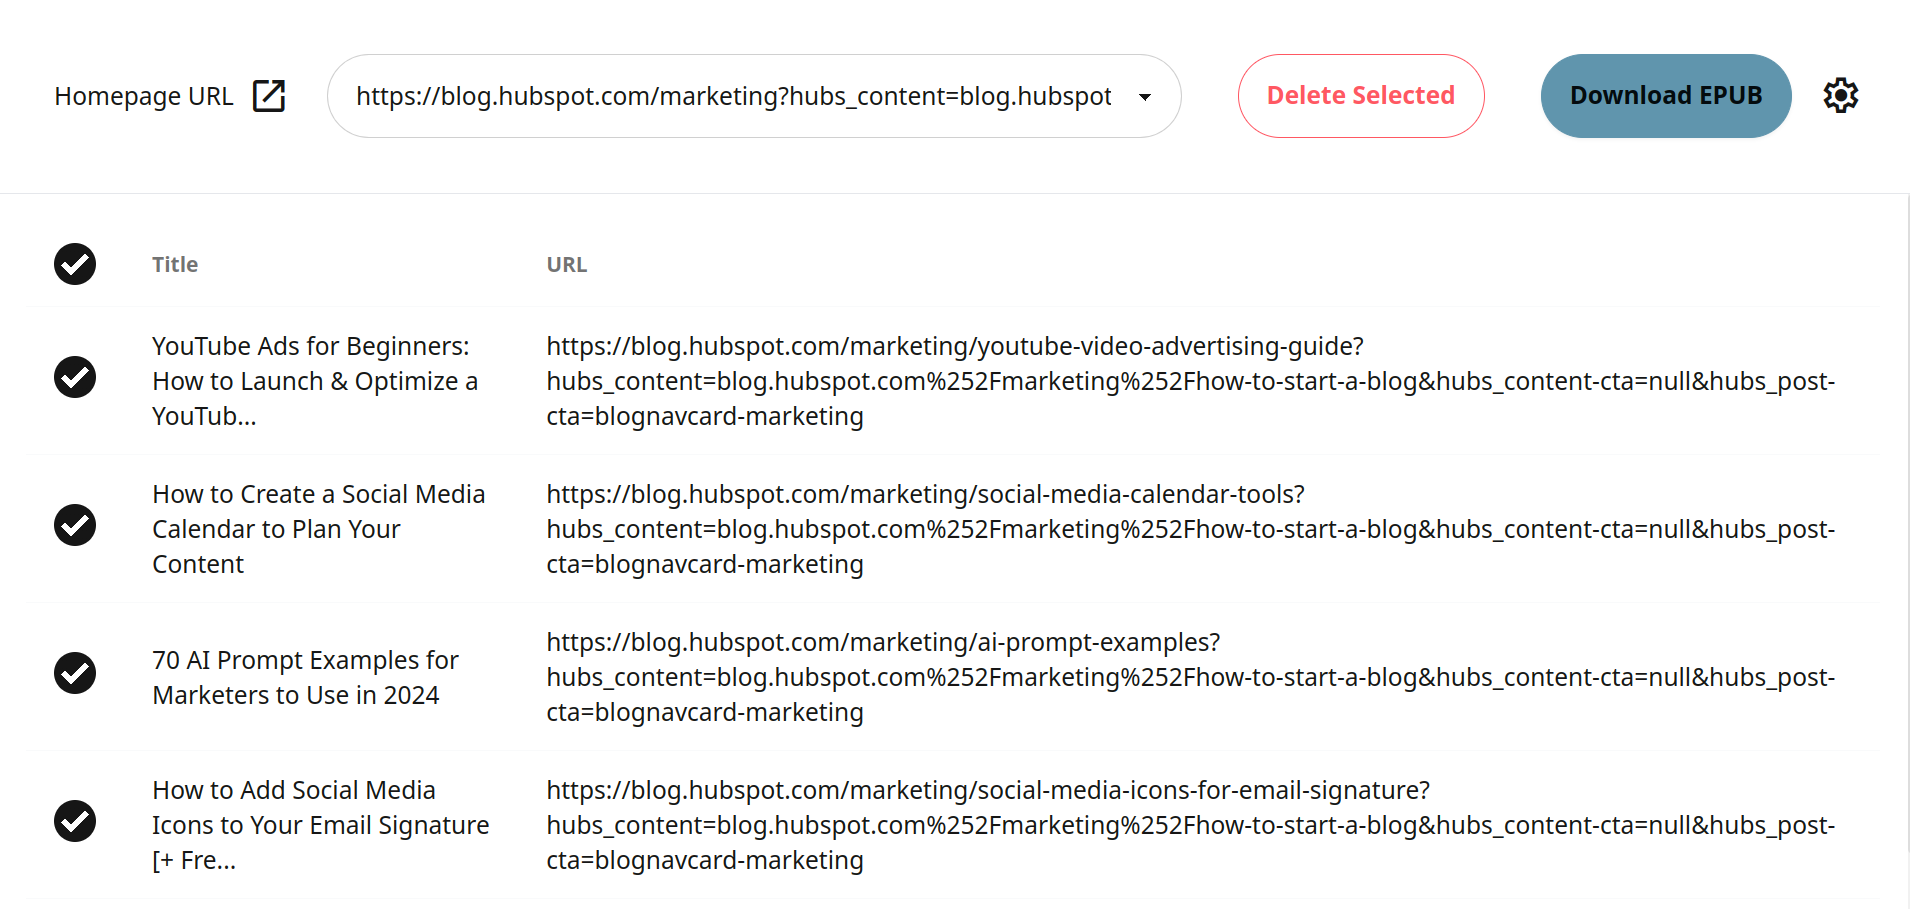 Homepage URL
https://blog.hubspot.com/marketing?hubs_content=blog.hubspot
Delete Selected
Download EPUB
Title
URL
YouTube Ads for Beginners:
How to Launch & Optimize a
YouTub...
https://blog.hubspot.com/marketing/youtube-video-advertising-guide?
hubs_content=blog.hubspot.com%252Fmarketing%252Fhow-to-start-a-blog&hubs_content-cta=null&hubs_post-
cta=blognavcard-marketing
How to Create a Social Media
Calendar to Plan Your
Content
https://blog.hubspot.com/marketing/social-media-calendar-tools?
hubs_content=blog.hubspot.com%252Fmarketing%252Fhow-to-start-a-blog&hubs_content-cta=null&hubs_post-
cta=blognavcard-marketing
70 AI Prompt Examples for
Marketers to Use in 2024
https://blog.hubspot.com/marketing/ai-prompt-examples?
hubs_content=blog.hubspot.com%252Fmarketing%252Fhow-to-start-a-blog&hubs_content-cta=null&hubs_post-
cta=blognavcard-marketing
How to Add Social Media
Icons to Your Email Signature
[+ Fre...
https://blog.hubspot.com/marketing/social-media-icons-for-email-signature?
hubs_content=blog.hubspot.com%252Fmarketing%252Fhow-to-start-a-blog&hubs_content-cta=null&hubs_post-
cta=blognavcard-marketing